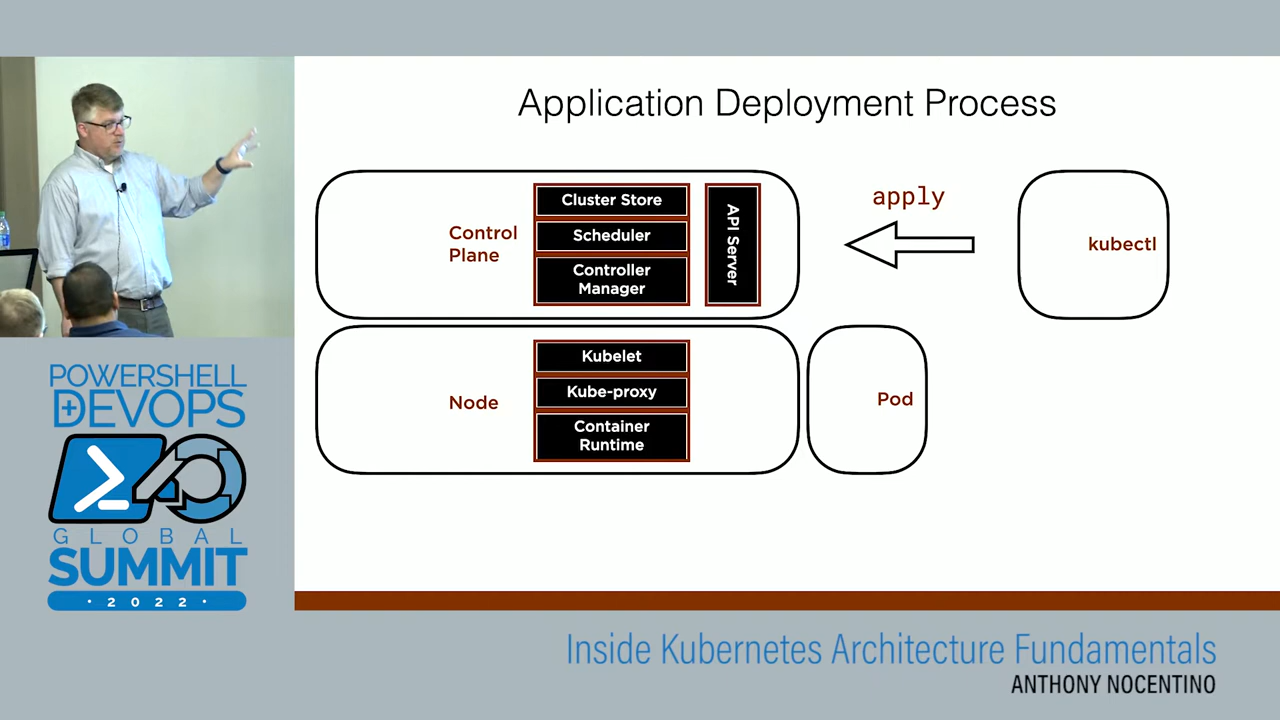 Application Deployment Process
Control
Plane
Cluster Store
Scheduler
Controller
Manager
API Server
apply
kubectl
Node
Kubelet
Kube-proxy
Container
Runtime
Pod
POWERSHELL
DEVOPS
GLOBAL
SUMMIT
· 2022 ·
Inside Kubernetes Architecture Fundamentals
ANTHONY NOCENTINO